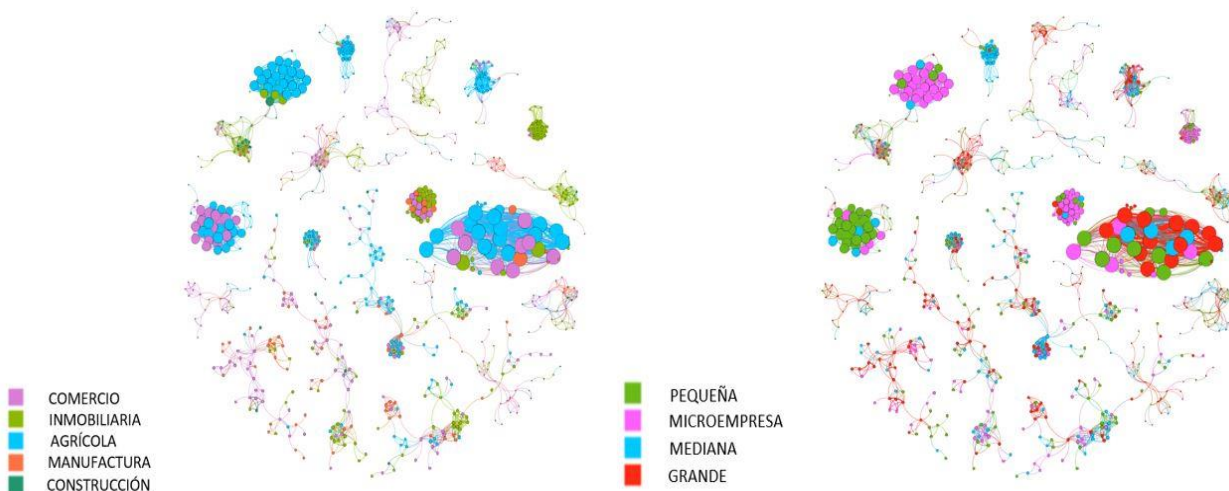 COMERCIO
INMOBILIARIA
AGRÍCOLA
MANUFACTURA
CONSTRUCCIÓN
PEQUEÑA
MICROEMPRESA
MEDIANA
GRANDE